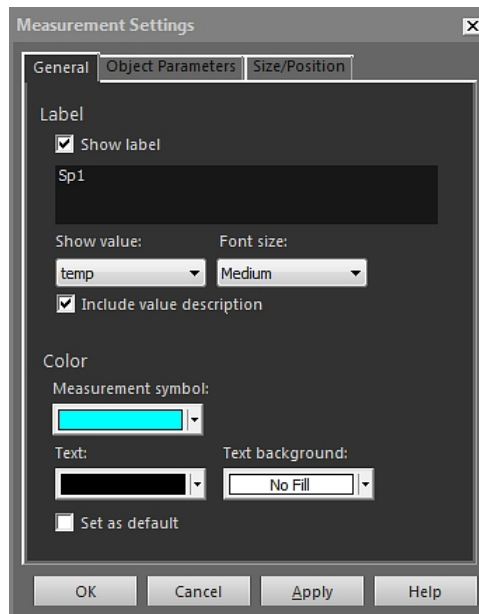 Measurement Settings
General Object Parameters Size/Position
Label
Show label
Sp1
Show value: Font size:
temp Medium
Include value description
Color
Measurement symbol:
Text: Text background:
No Fill
Set as default
OK Cancel Apply Help